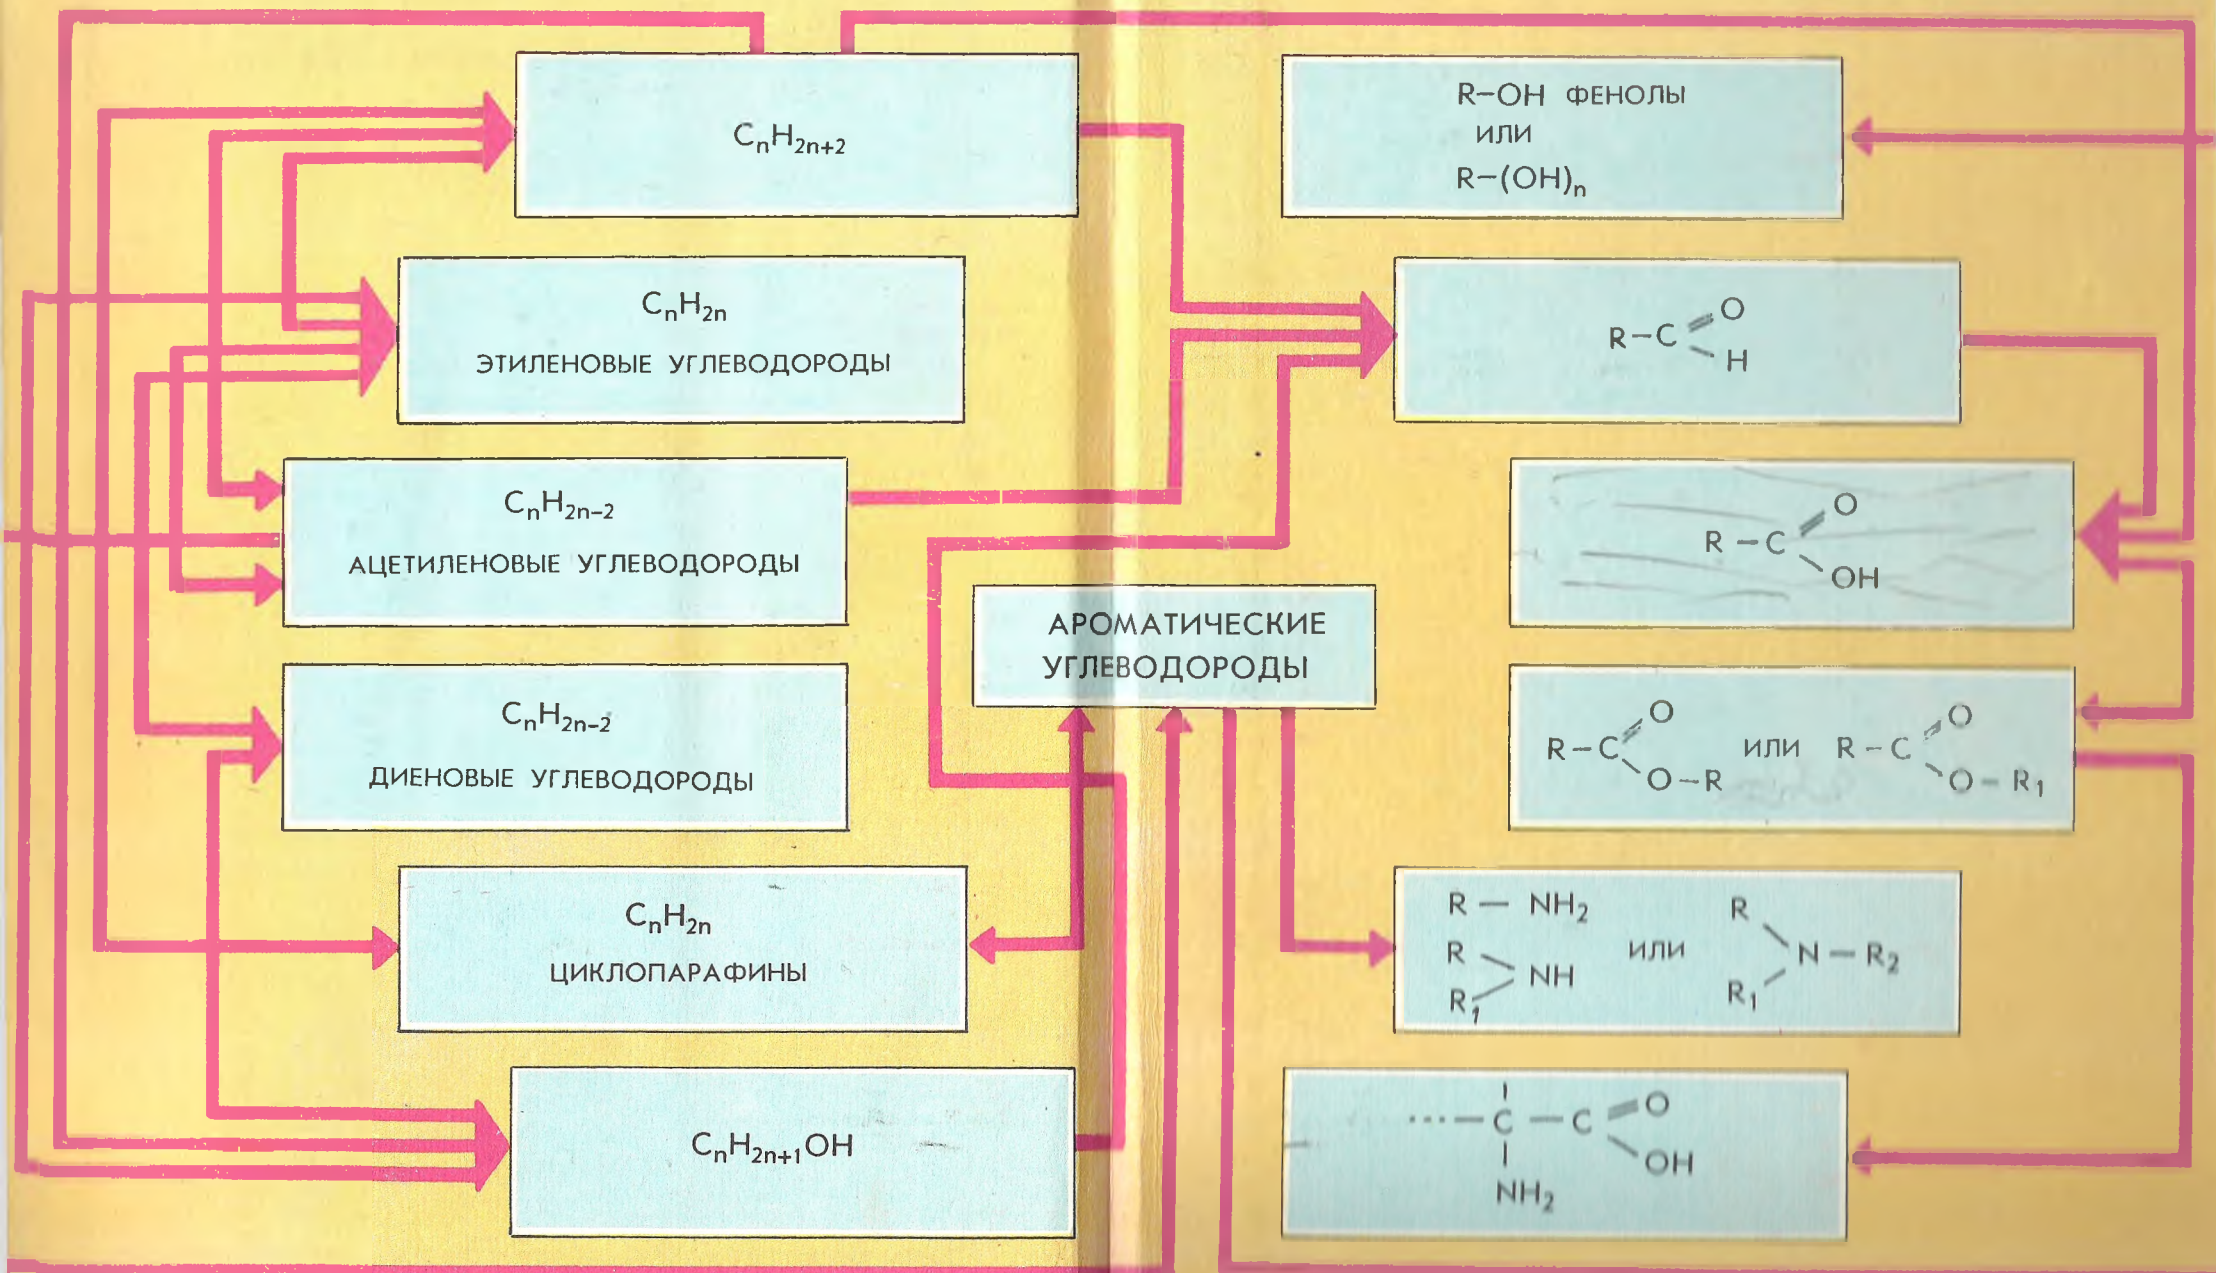 CₙH₂ₙ₊₂
CₙH₂ₙ
ЭТИЛЕНОВЫЕ УГЛЕВОДОРОДЫ
CₙH₂ₙ₋₂
АЦЕТИЛЕНОВЫЕ УГЛЕВОДОРОДЫ
CₙH₂ₙ₋₂
ДИЕНОВЫЕ УГЛЕВОДОРОДЫ
CₙH₂ₙ
ЦИКЛОПАРАФИНЫ
CₙH₂ₙ₊₁OH
АРОМАТИЧЕСКИЕ
УГЛЕВОДОРОДЫ
R–OH ФЕНОЛЫ
ИЛИ
R–(OH)ₙ
O
R–C
H
O
R – C
OH
O O
R – C ИЛИ R – C
O – R O – R₁
R — NH₂ R
R NH ИЛИ N — R₂
R₁ R₁
··· — C — C O
OH
NH₂